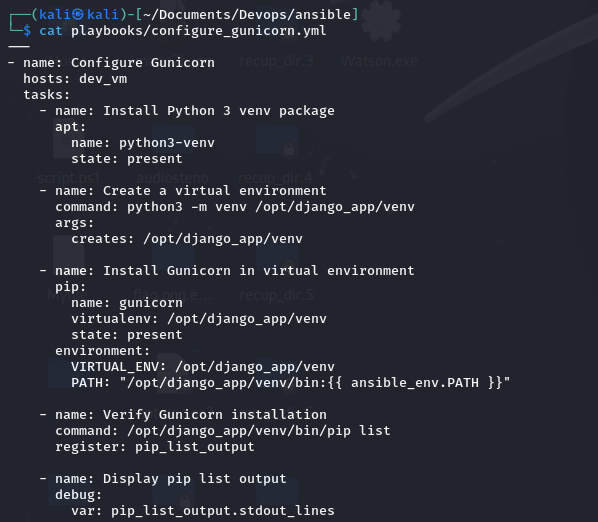 ┌──(kali㉿kali)-[~/Documents/Devops/ansible]
└─$ cat playbooks/configure_gunicorn.yml
---
- name: Configure Gunicorn
  hosts: dev_vm
  tasks:
    - name: Install Python 3 venv package
      apt:
        name: python3-venv
        state: present

    - name: Create a virtual environment
      command: python3 -m venv /opt/django_app/venv
      args:
        creates: /opt/django_app/venv

    - name: Install Gunicorn in virtual environment
      pip:
        name: gunicorn
        virtualenv: /opt/django_app/venv
        state: present
      environment:
        VIRTUAL_ENV: /opt/django_app/venv
        PATH: "/opt/django_app/venv/bin:{{ ansible_env.PATH }}"

    - name: Verify Gunicorn installation
      command: /opt/django_app/venv/bin/pip list
      register: pip_list_output

    - name: Display pip list output
      debug:
        var: pip_list_output.stdout_lines
recup_dir.3
Watson.exe
script.ps1
audiosteno
recup_dir.4
flag.png.e...
recup_dir.5